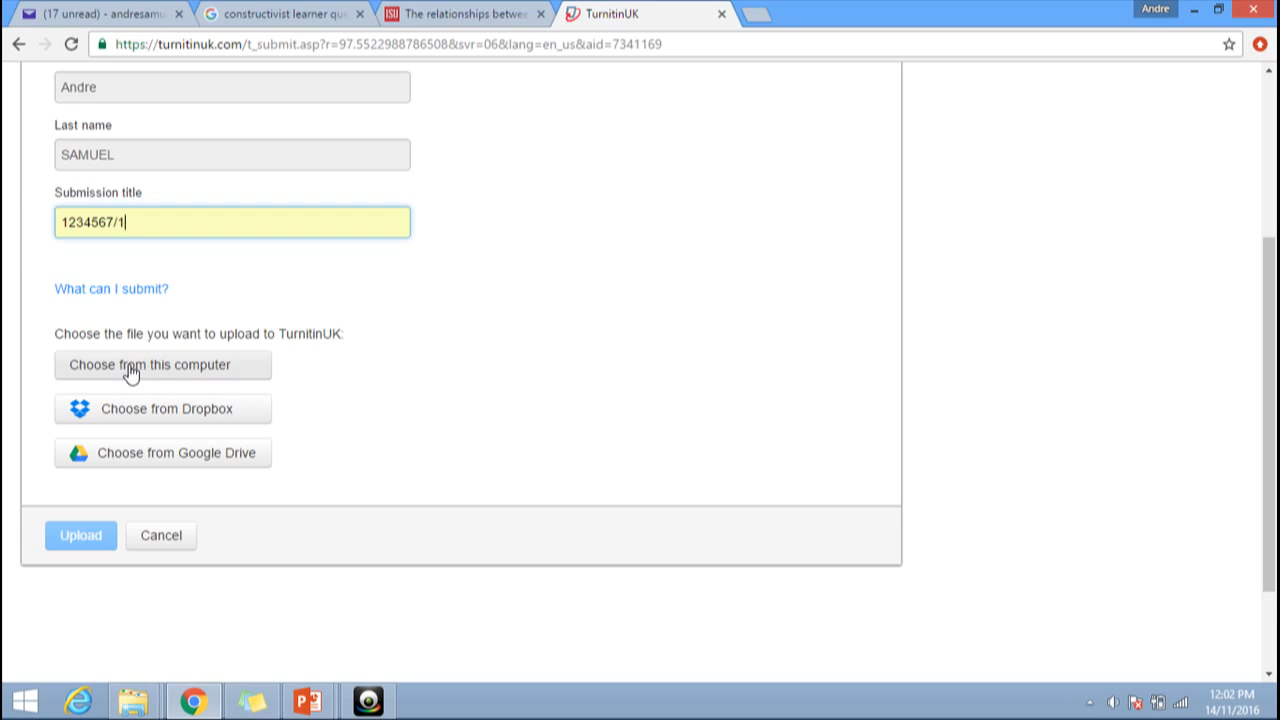 (17 unread) - andresamu
constructivist learner qu
ISU The relationships betwe
TurnitinUK
Andre
https://turnitinuk.com/t_submit.asp?r=97.5522988786508&svr=06&lang=en_us&aid=7341169
Andre
Last name
SAMUEL
Submission title
1234567/1
What can I submit?
Choose the file you want to upload to TurnitinUK:
Choose from this computer
Choose from Dropbox
Choose from Google Drive
Upload
Cancel
12:02 PM
14/11/2016